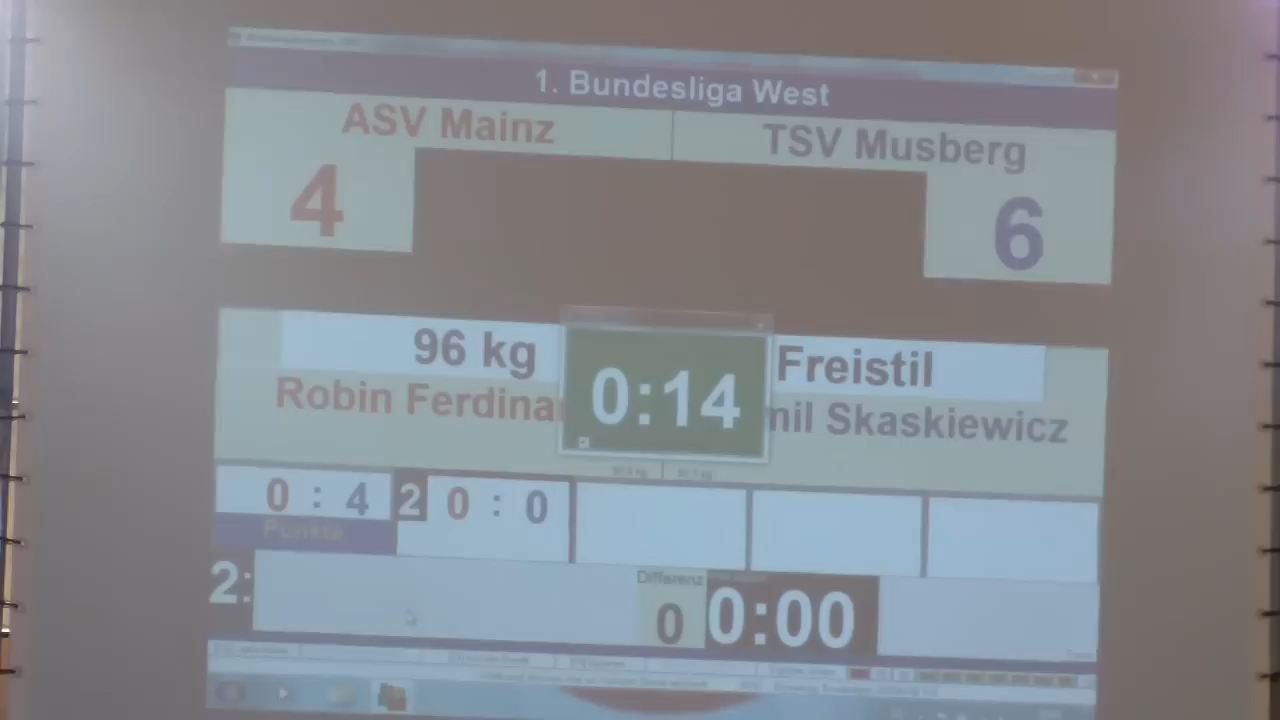 1. Bundesliga West
ASV Mainz
TSV Musberg
4
6
96 kg
0:14
Freistil
Robin Ferdina
mil Skaskiewicz
0 : 4
2
0 : 0
Punkte
2:
Differenz
0
0:00